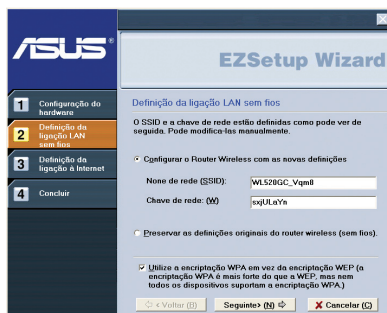 ASUS®
EZSetup Wizard
1 Configuração do
hardware
2 Definição da
ligação LAN
sem fios
3 Definição da
ligação à Internet
4 Concluir
Definição da ligação LAN sem fios
O SSID e a chave de rede estão definidas como pode ver de
seguida. Pode modificá-las manualmente.
Configurar o Router Wireless com as novas definições
None de rede (SSID): WL520GC_Vqm8
Chave de rede: (W) sxjULaYn
Preservar as definições originais do router wireless (sem fios).
Utilize a encriptação WPA em vez da encriptação WEP (a
encriptação WPA é mais forte do que a WEP, mas nem
todos os dispositivos suportam a encriptação WPA.)
< Voltar (B) Seguinte> (N) Cancelar (C)